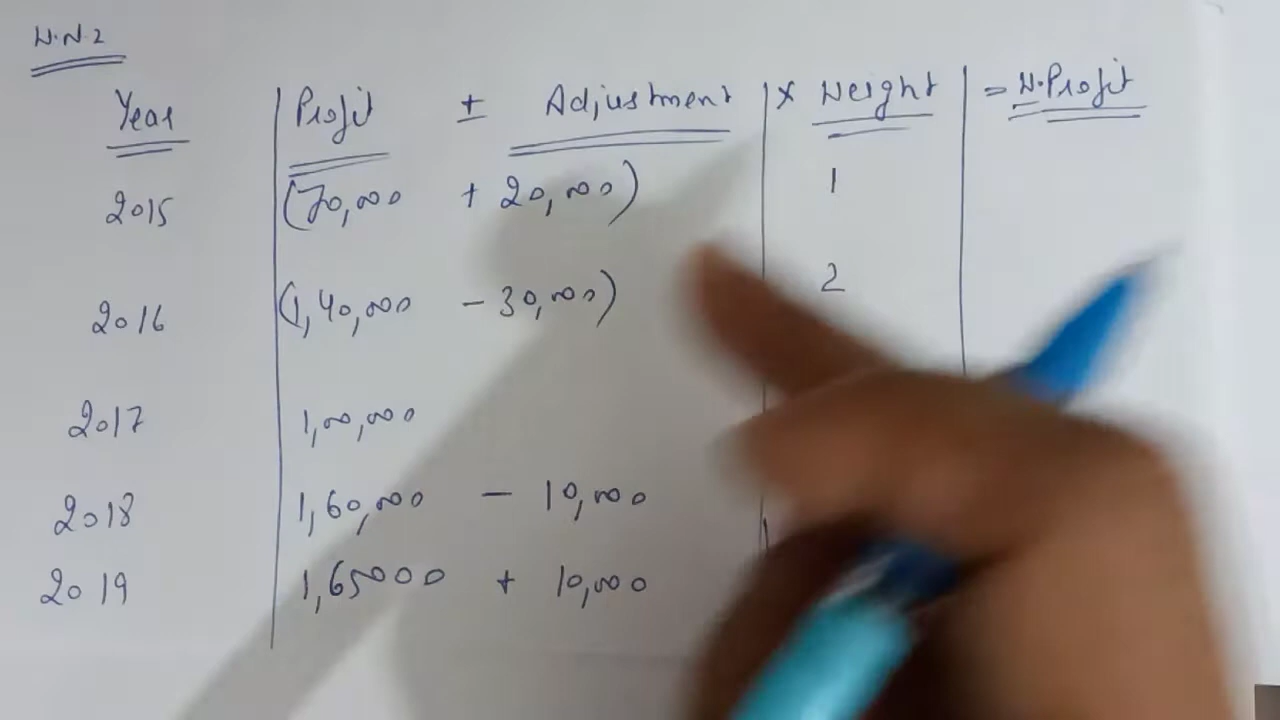 W.N.2
Year Profit ± Adjustment × Weight = W.Profit
2015 (70,000 + 20,000) 1
2016 (1,40,000 - 30,000) 2
2017 1,00,000
2018 1,60,000 - 10,000
2019 1,65000 + 10,000